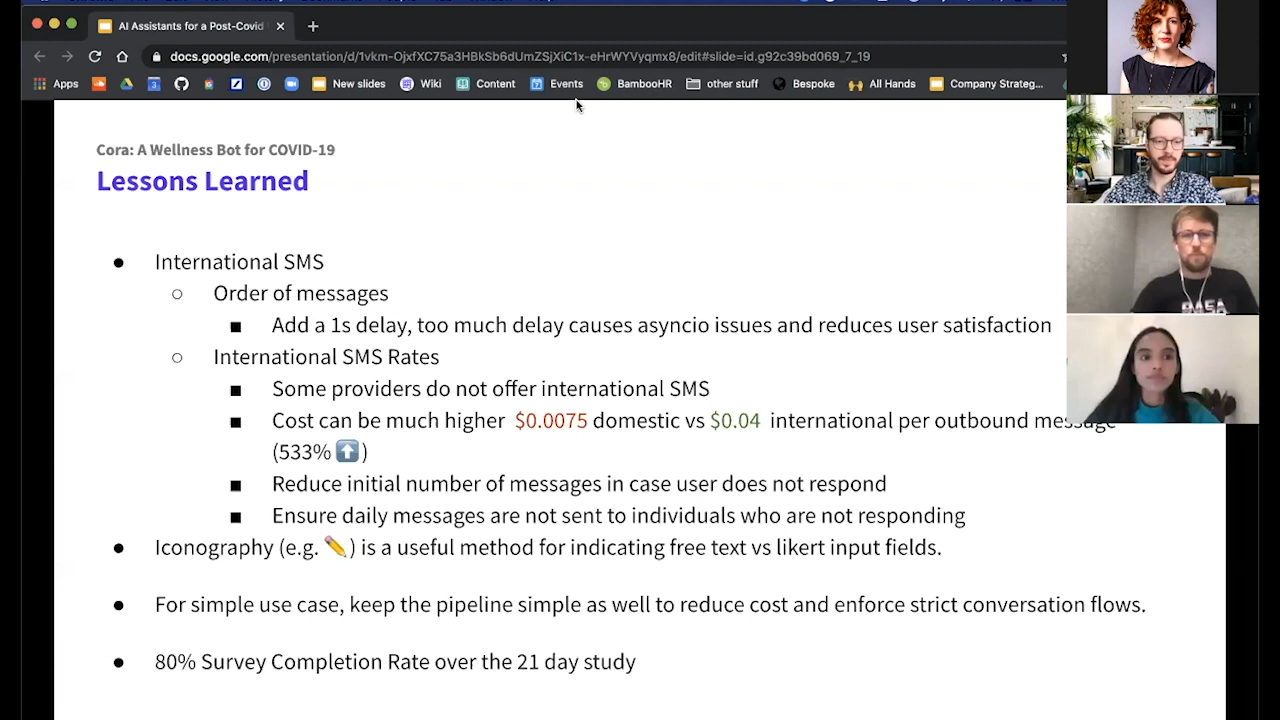 AI Assistants for a Post-Covid
docs.google.com/presentation/d/1vkm-OjxfXC75a3HBkSb6dUmZSjXiC1x-eHrWYVyqmx8/edit#slide=id.g92c39bd069_7_19
Apps New slides Wiki Content Events BambooHR other stuff Bespoke All Hands Company Strateg...
Cora: A Wellness Bot for COVID-19
Lessons Learned
● International SMS
○ Order of messages
■ Add a 1s delay, too much delay causes asyncio issues and reduces user satisfaction
○ International SMS Rates
■ Some providers do not offer international SMS
■ Cost can be much higher $0.0075 domestic vs $0.04 international per outbound message
(533% ⬆️)
■ Reduce initial number of messages in case user does not respond
■ Ensure daily messages are not sent to individuals who are not responding
● Iconography (e.g. ✏️) is a useful method for indicating free text vs likert input fields.
● For simple use case, keep the pipeline simple as well to reduce cost and enforce strict conversation flows.
● 80% Survey Completion Rate over the 21 day study
RASA